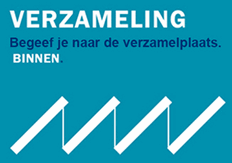 VERZAMELING
Begeef je naar de verzamelplaats.
BINNEN.